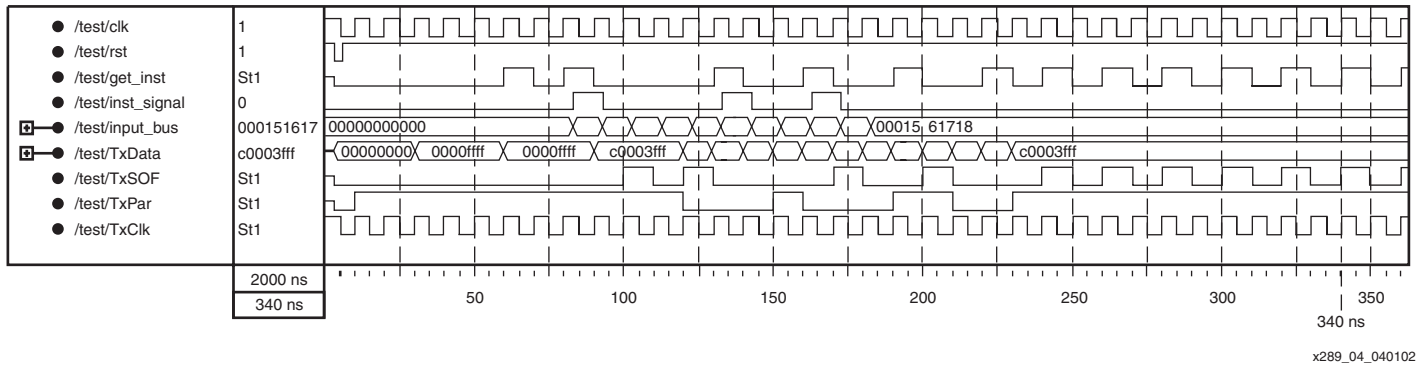 /test/clk 1
/test/rst 1
/test/get_inst St1
/test/inst_signal 0
/test/input_bus 000151617 00000000000 00015 61718
/test/TxData c0003fff 00000000 0000ffff 0000ffff c0003fff c0003fff
/test/TxSOF St1
/test/TxPar St1
/test/TxClk St1
2000 ns
340 ns
50 100 150 200 250 300 350
340 ns
x289_04_040102